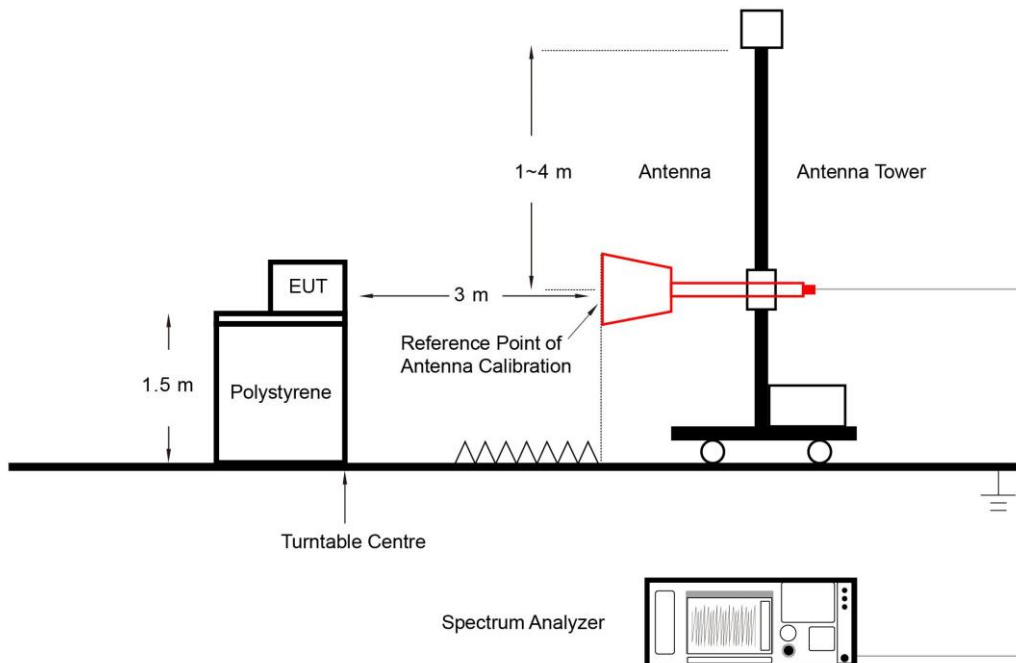 1~4 m
Antenna
Antenna Tower
EUT
3 m
Reference Point of
Antenna Calibration
1.5 m
Polystyrene
Turntable Centre
Spectrum Analyzer